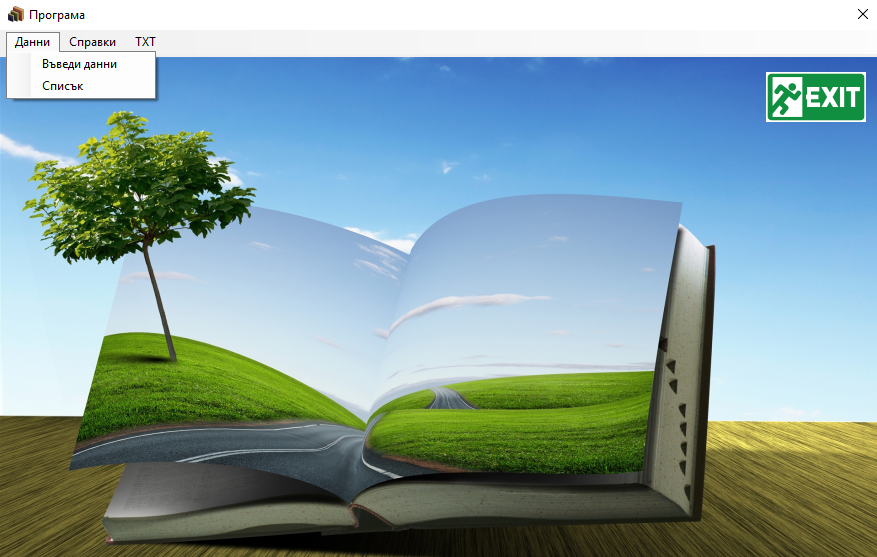 Програма
Данни Справки TXT
Въведи данни
Списък
EXIT